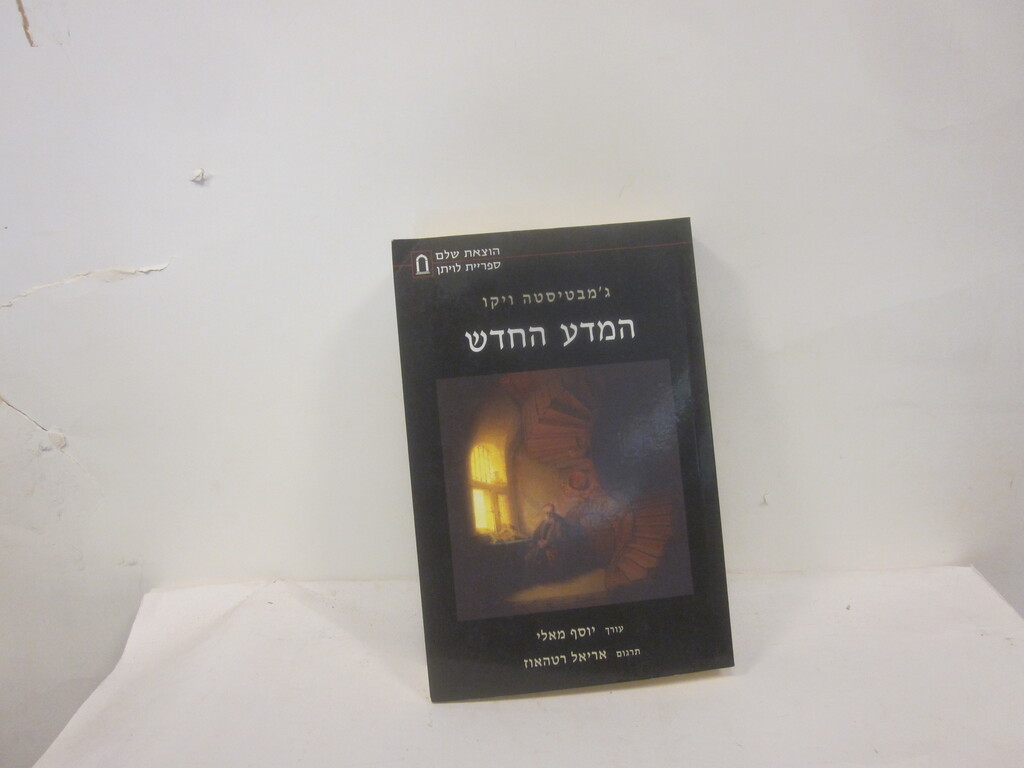 הוצאת שלם
ספריית לויתן
ג'מבטיסטה ויקו
המדע החדש
עורך יוסף מאלי
תרגום אריאל רטהאוז